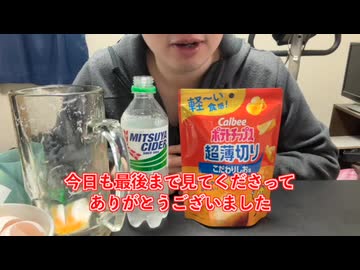 軽〜い食感!
Calbee
ポテトチップス
超薄切り
こだわりしお味
MITSUYA
CIDER
今日も最後まで見てくださって
ありがとうございました